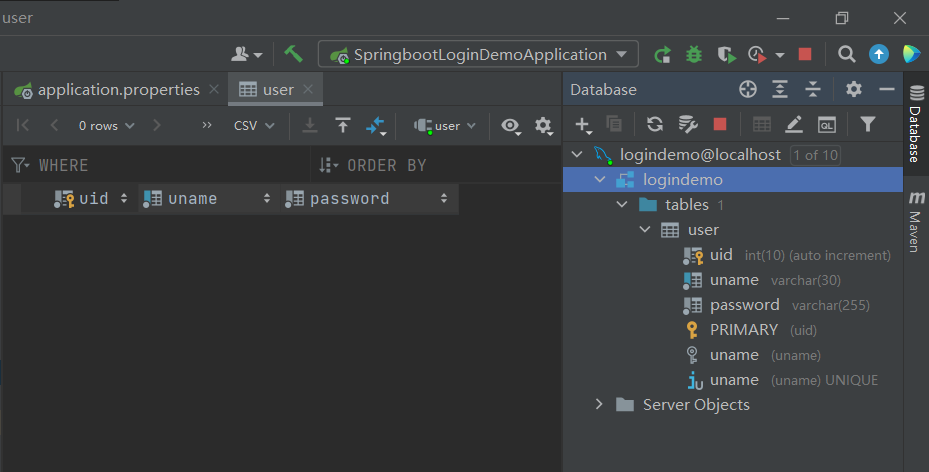 user
SpringbootLoginDemoApplication
application.properties
user
Database
0 rows
CSV
user
WHERE
ORDER BY
uid
uname
password
logindemo@localhost 1 of 10
logindemo
tables 1
user
uid int(10) (auto increment)
uname varchar(30)
password varchar(255)
PRIMARY (uid)
uname (uname)
uname (uname) UNIQUE
Server Objects
QL
Database
m Maven